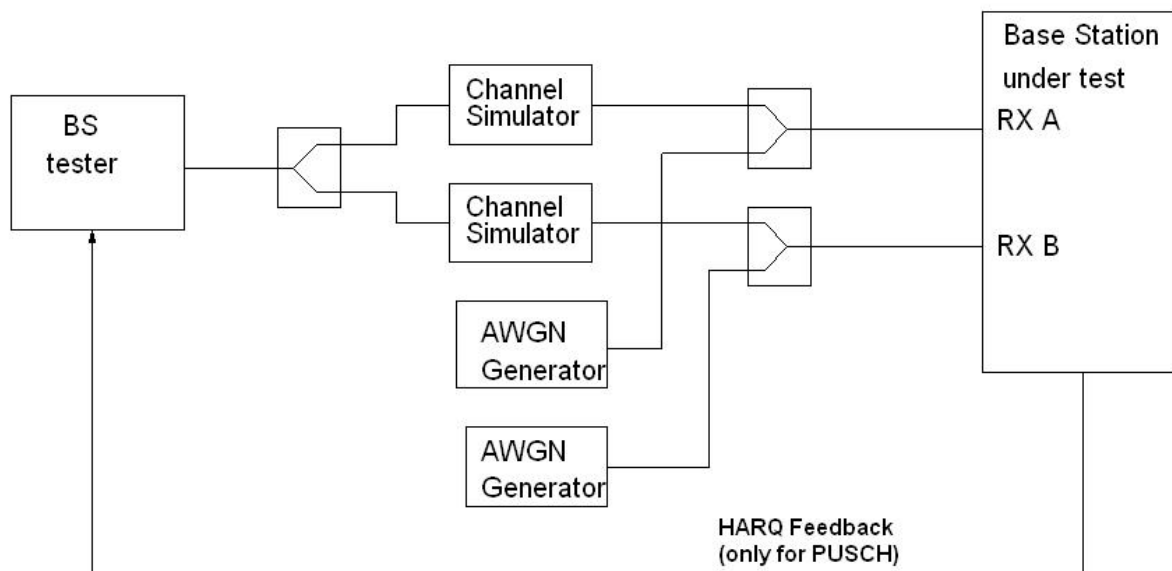 BS
tester
Channel
Simulator
Channel
Simulator
AWGN
Generator
AWGN
Generator
Base Station
under test
RX A
RX B
HARQ Feedback
(only for PUSCH)